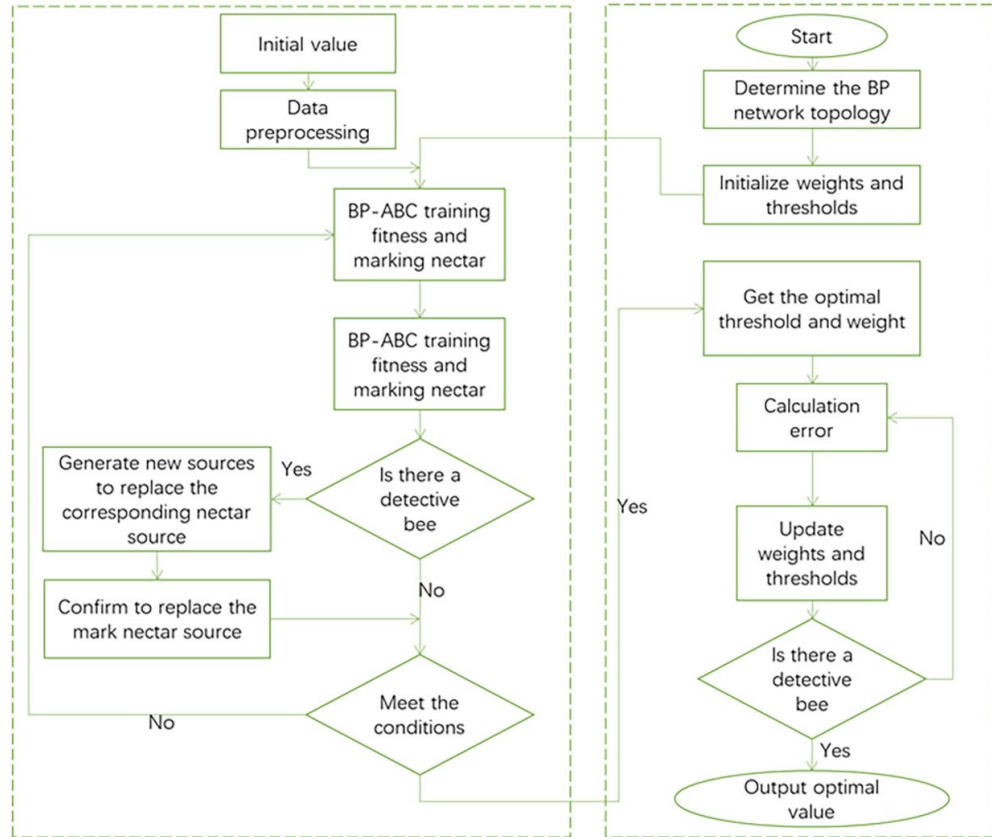 Initial value
Data
preprocessing
BP-ABC training
fitness and
marking nectar
BP-ABC training
fitness and
marking nectar
Is there a
detective
bee
Yes
Generate new sources
to replace the
corresponding nectar
source
Confirm to replace the
mark nectar source
No
Meet the
conditions
No
Yes
Start
Determine the BP
network topology
Initialize weights and
thresholds
Get the optimal
threshold and weight
Calculation
error
Update
weights and
thresholds
No
Is there a
detective
bee
Yes
Output optimal
value